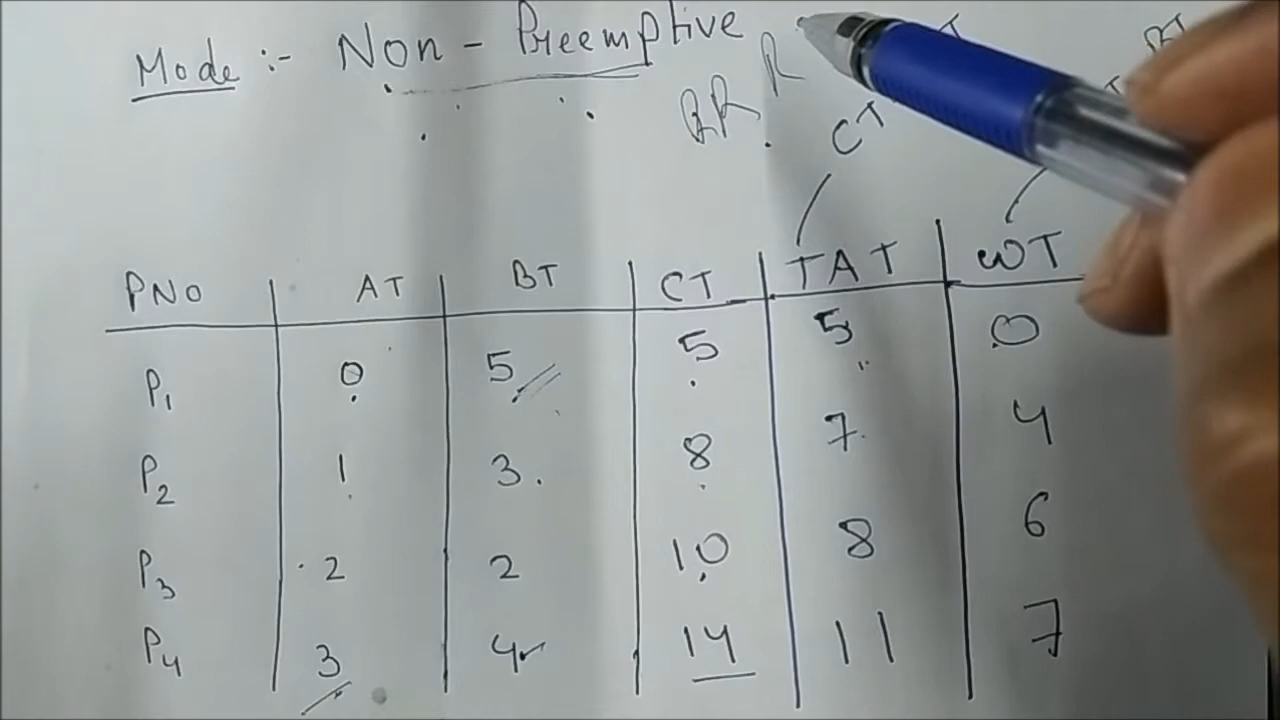 Mode :- Non - Preemptive
RR R
CT
PNO AT BT CT TAT WT
P1 0 5 5 5 0
P2 1 3 8 7 4
P3 2 2 10 8 6
P4 3 4 14 11 7